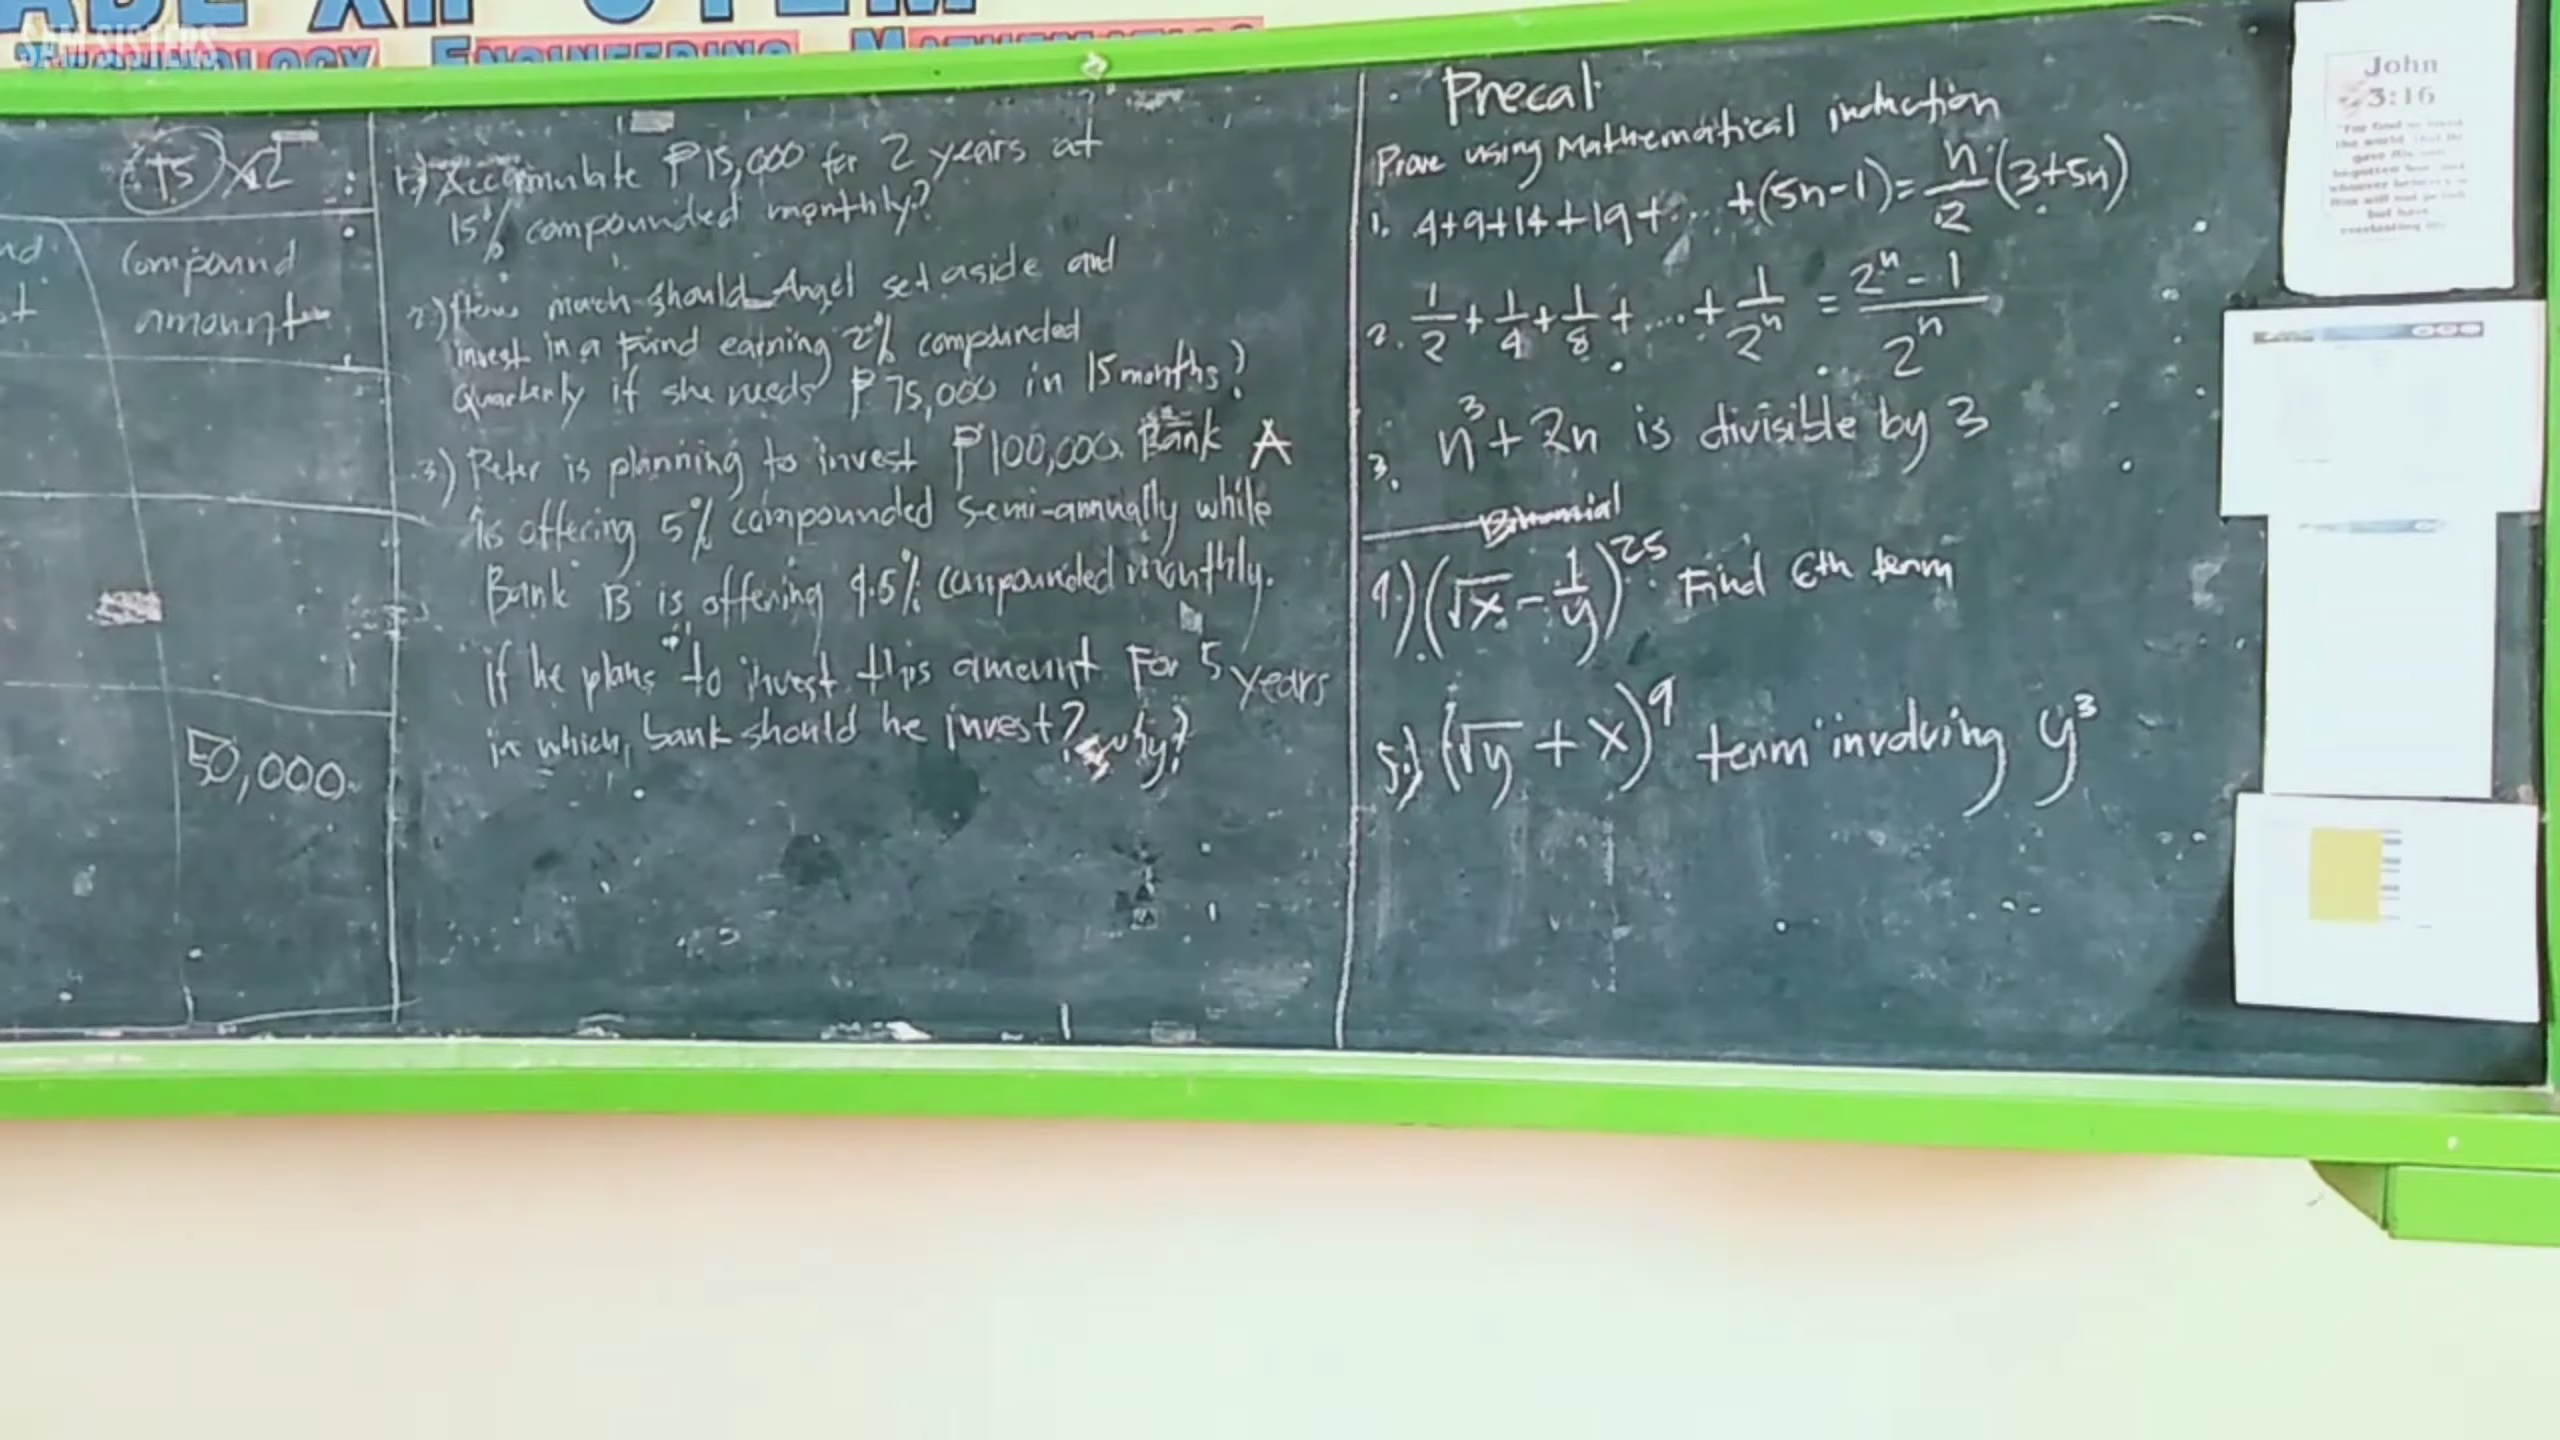 SAM SISTERS
STEM
ENGINEERING MATHEMATICS
15 x2
Compound
amount
50,000
1.) Accumulate ₱15,000 for 2 years at
15% compounded monthly?
2.) How much should Angel set aside and
invest in a Fund earning 2% compounded
Quarterly if she needs ₱75,000 in 15 months?
3.) Peter is planning to invest ₱100,000. Bank A
is offering 5% compounded semi-annually while
Bank B is offering 4.5% compounded monthly.
If he plans to invest this amount For 5 years
in which bank should he invest? why?
Precal
Prove using Mathematical induction
1. 4+9+14+19+...+(5n-1)=n/2(3+5n)
2. 1/2+1/4+1/8+....+1/2ⁿ = 2ⁿ-1/2ⁿ
3. n³+2n is divisible by 3
Binomial
4.) (√x - 1/y)²⁵ Find 6th term
5.) (√y + x)⁹ term involving y³
John
3:16